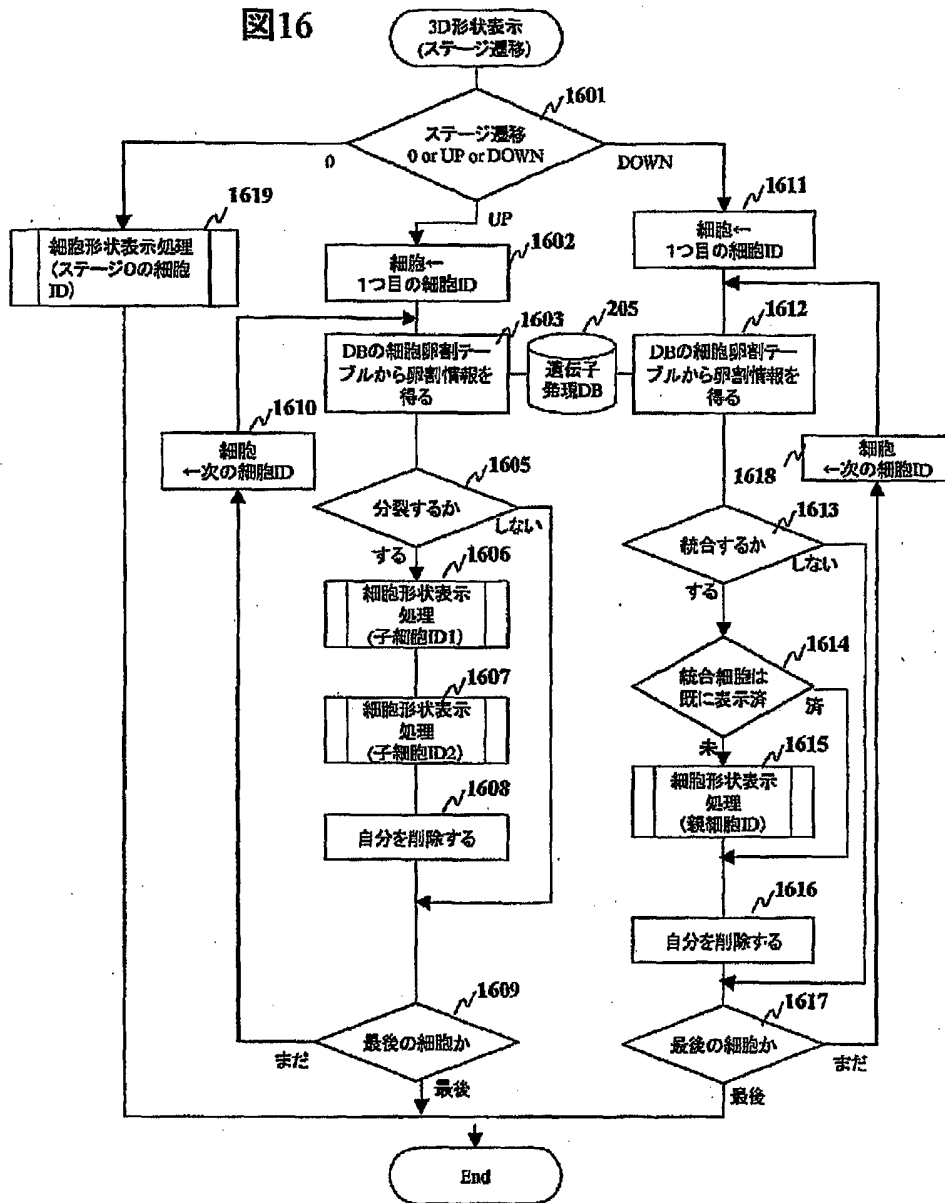 図16
3D形状表示
(ステージ遷移)
1601
ステージ遷移
0 or UP or DOWN
0
DOWN
UP
1619
細胞形状表示処理
(ステージ0の細胞
ID)
1602
細胞←
1つ目の細胞ID
1611
細胞←
1つ目の細胞ID
1603
DBの細胞卵割テー
ブルから卵割情報を
得る
205
遺伝子
発現DB
1612
DBの細胞卵割テー
ブルから卵割情報を
得る
1610
細胞
←次の細胞ID
1618
細胞
←次の細胞ID
1605
分裂するか
しない
する
1606
細胞形状表示
処理
(子細胞ID1)
1607
細胞形状表示
処理
(子細胞ID2)
1608
自分を削除する
1613
統合するか
しない
する
1614
統合細胞は
既に表示済
済
未
1615
細胞形状表示
処理
(親細胞ID)
1616
自分を削除する
1609
最後の細胞か
まだ
最後
1617
最後の細胞か
まだ
最後
End